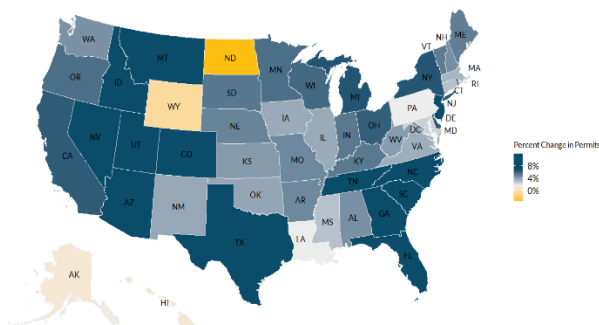 NH
ME
WA
VT
MT
ND
MN
OR
ID
WI
NY
MA
SD
MI
RI
WY
CT
PA
NJ
IA
NE
OH
DE
NV
IL
IN
DC
MD
UT
WV
CO
VA
CA
KS
MO
KY
NC
TN
OK
AZ
NM
AR
SC
MS
AL
GA
LA
TX
FL
AK
HI
Percent Change in Permits
8%
4%
0%